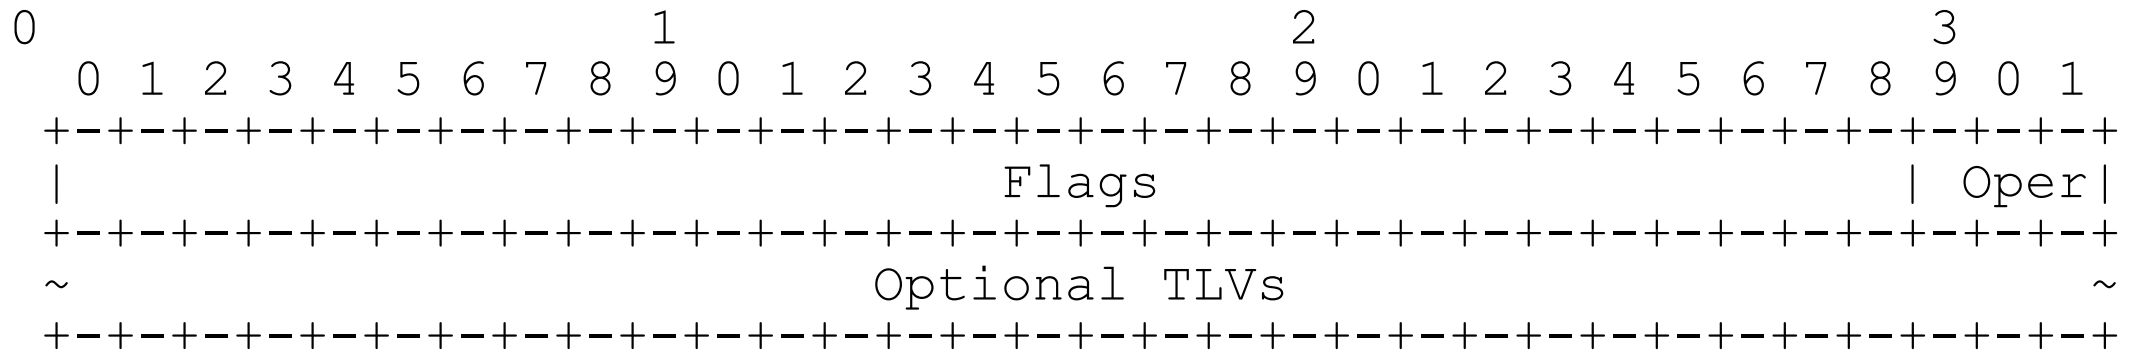 0                   1                   2                   3
  0 1 2 3 4 5 6 7 8 9 0 1 2 3 4 5 6 7 8 9 0 1 2 3 4 5 6 7 8 9 0 1
 +-+-+-+-+-+-+-+-+-+-+-+-+-+-+-+-+-+-+-+-+-+-+-+-+-+-+-+-+-+-+-+-+
 |                             Flags                       | Oper|
 +-+-+-+-+-+-+-+-+-+-+-+-+-+-+-+-+-+-+-+-+-+-+-+-+-+-+-+-+-+-+-+-+
 ~                         Optional TLVs                         ~
 +-+-+-+-+-+-+-+-+-+-+-+-+-+-+-+-+-+-+-+-+-+-+-+-+-+-+-+-+-+-+-+-+